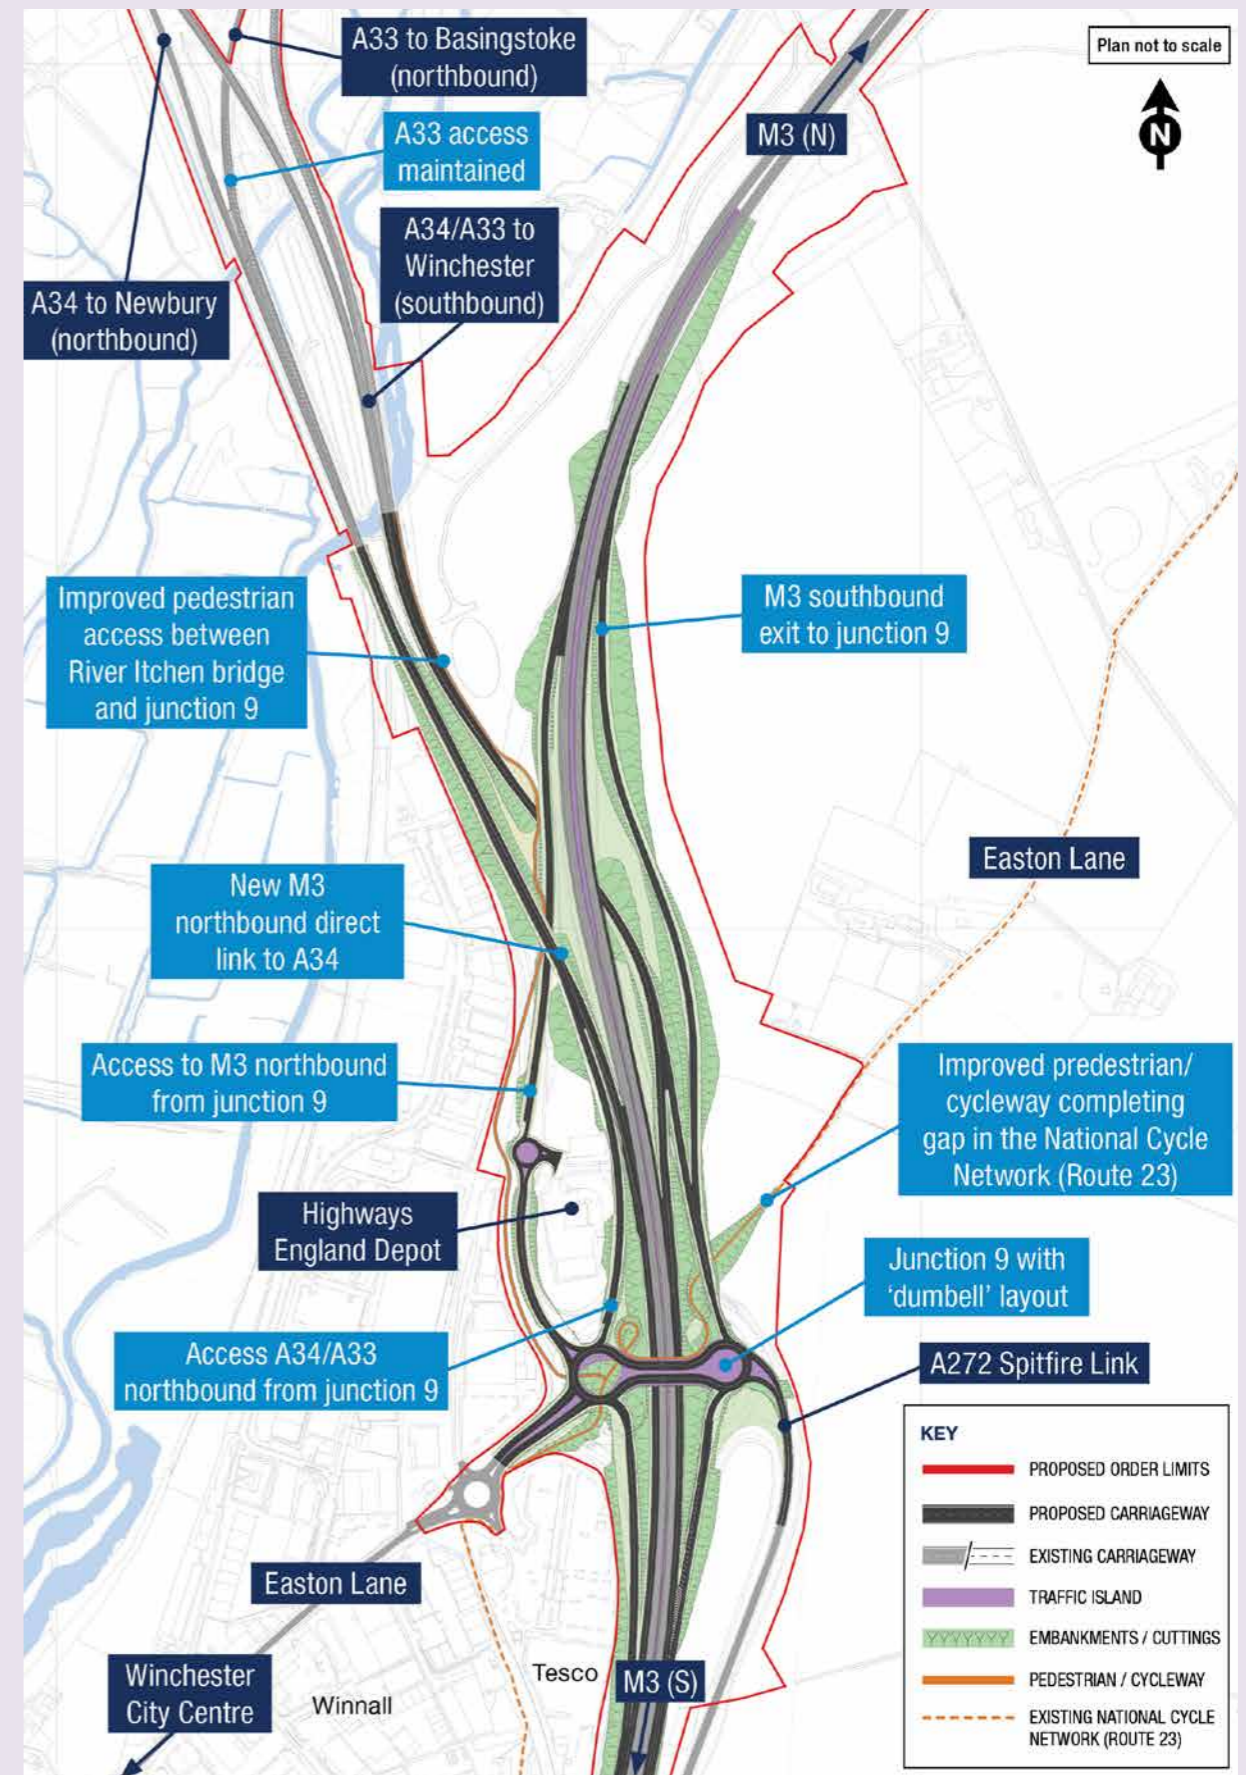 A33 to Basingstoke
(northbound)
Plan not to scale
N
M3 (N)
A33 access
maintained
A34/A33 to
Winchester
(southbound)
A34 to Newbury
(northbound)
Improved pedestrian
access between
River Itchen bridge
and junction 9
M3 southbound
exit to junction 9
Easton Lane
New M3
northbound direct
link to A34
Access to M3 northbound
from junction 9
Improved predestrian/
cycleway completing
gap in the National Cycle
Network (Route 23)
Highways
England Depot
Junction 9 with
‘dumbell’ layout
Access A34/A33
northbound from junction 9
A272 Spitfire Link
Easton Lane
Winchester
City Centre
Winnall
Tesco
M3 (S)
KEY
PROPOSED ORDER LIMITS
PROPOSED CARRIAGEWAY
EXISTING CARRIAGEWAY
TRAFFIC ISLAND
EMBANKMENTS / CUTTINGS
PEDESTRIAN / CYCLEWAY
EXISTING NATIONAL CYCLE
NETWORK (ROUTE 23)